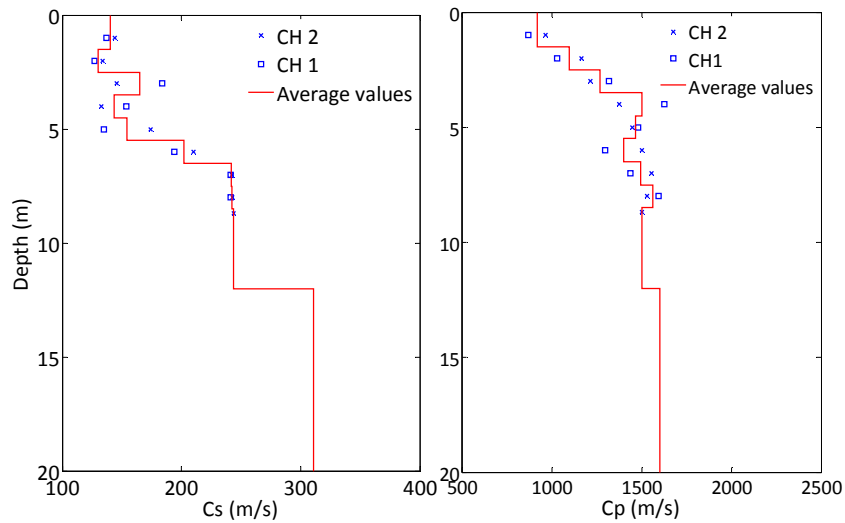 0
5
10
15
20
Depth (m)
CH 2
CH 1
Average values
100 200 300 400
Cs (m/s)
0
5
10
15
20
CH 2
CH1
Average values
500 1000 1500 2000 2500
Cp (m/s)